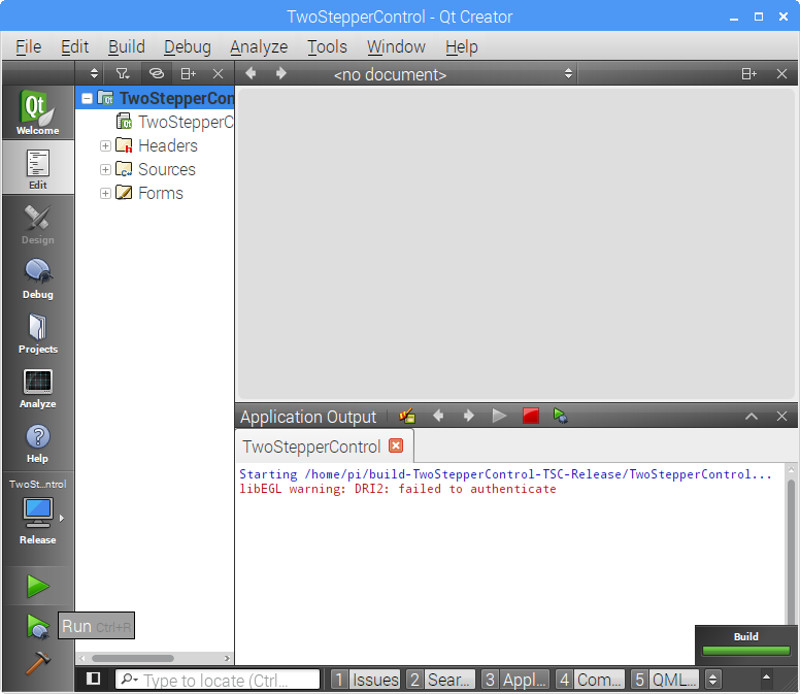 TwoStepperControl - Qt Creator
File Edit Build Debug Analyze Tools Window Help
<no document>
Qt
Welcome
Edit
Design
Debug
Projects
Analyze
Help
TwoSt...ntrol
Release
TwoStepperCon
TwoStepperC
Headers
Sources
Forms
Application Output
TwoStepperControl
Starting /home/pi/build-TwoStepperControl-TSC-Release/TwoStepperControl...
libEGL warning: DRI2: failed to authenticate
Run Ctrl+R
Build
Type to locate (Ctrl... 1 Issues 2 Sear... 3 Appl... 4 Com... 5 QML...